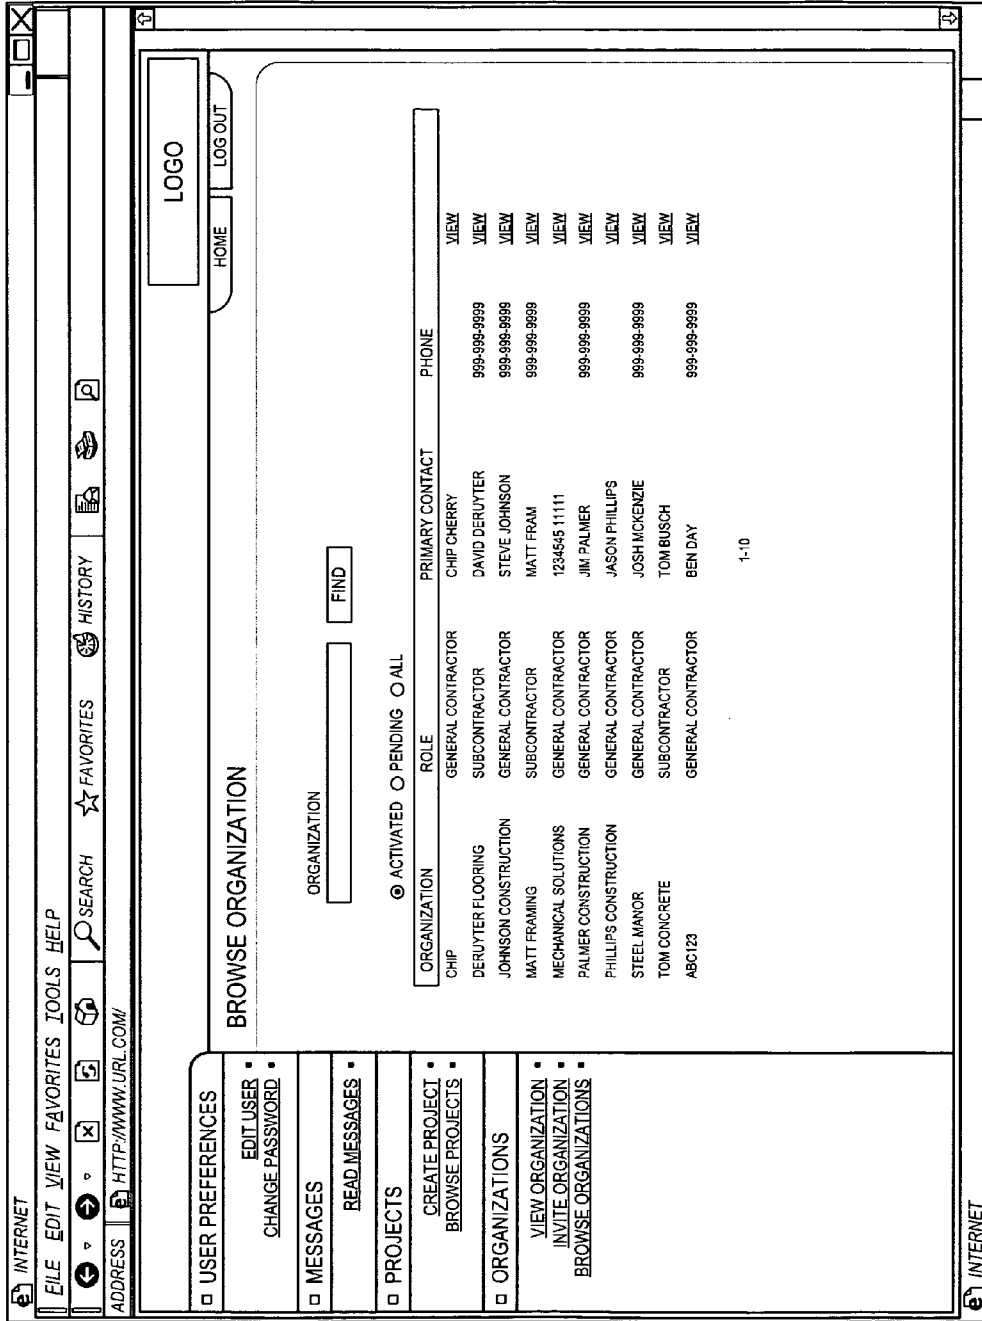 INTERNET
FILE EDIT VIEW FAVORITES TOOLS HELP
SEARCH FAVORITES HISTORY
ADDRESS HTTP:/WWW.URL.COM/
LOGO
HOME LOG OUT
USER PREFERENCES
EDIT USER
CHANGE PASSWORD
MESSAGES
READ MESSAGES
PROJECTS
CREATE PROJECT
BROWSE PROJECTS
ORGANIZATIONS
VIEW ORGANIZATION
INVITE ORGANIZATION
BROWSE ORGANIZATIONS
BROWSE ORGANIZATION
ORGANIZATION
FIND
ACTIVATED PENDING ALL
ORGANIZATION ROLE PRIMARY CONTACT PHONE
CHIP GENERAL CONTRACTOR CHIP CHERRY VIEW
DERUYTER FLOORING SUBCONTRACTOR DAVID DERUYTER 999-999-9999 VIEW
JOHNSON CONSTRUCTION GENERAL CONTRACTOR STEVE JOHNSON 999-999-9999 VIEW
MATT FRAMING SUBCONTRACTOR MATT FRAM 999-999-9999 VIEW
MECHANICAL SOLUTIONS GENERAL CONTRACTOR 1234545 11111 VIEW
PALMER CONSTRUCTION GENERAL CONTRACTOR JIM PALMER 999-999-9999 VIEW
PHILLIPS CONSTRUCTION GENERAL CONTRACTOR JASON PHILLIPS VIEW
STEEL MANOR GENERAL CONTRACTOR JOSH MCKENZIE 999-999-9999 VIEW
TOM CONCRETE SUBCONTRACTOR TOM BUSCH VIEW
ABC123 GENERAL CONTRACTOR BEN DAY 999-999-9999 VIEW
1-10
INTERNET